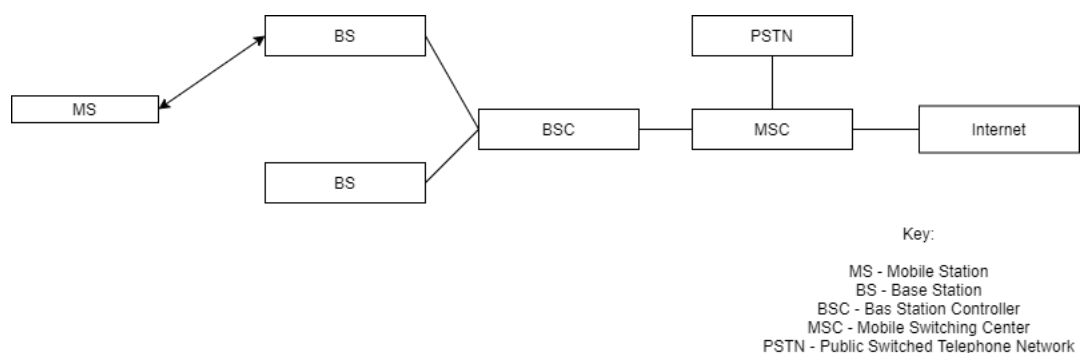 BS
PSTN
MS
BSC
MSC
Internet
BS
Key:
MS - Mobile Station
BS - Base Station
BSC - Bas Station Controller
MSC - Mobile Switching Center
PSTN - Public Switched Telephone Network